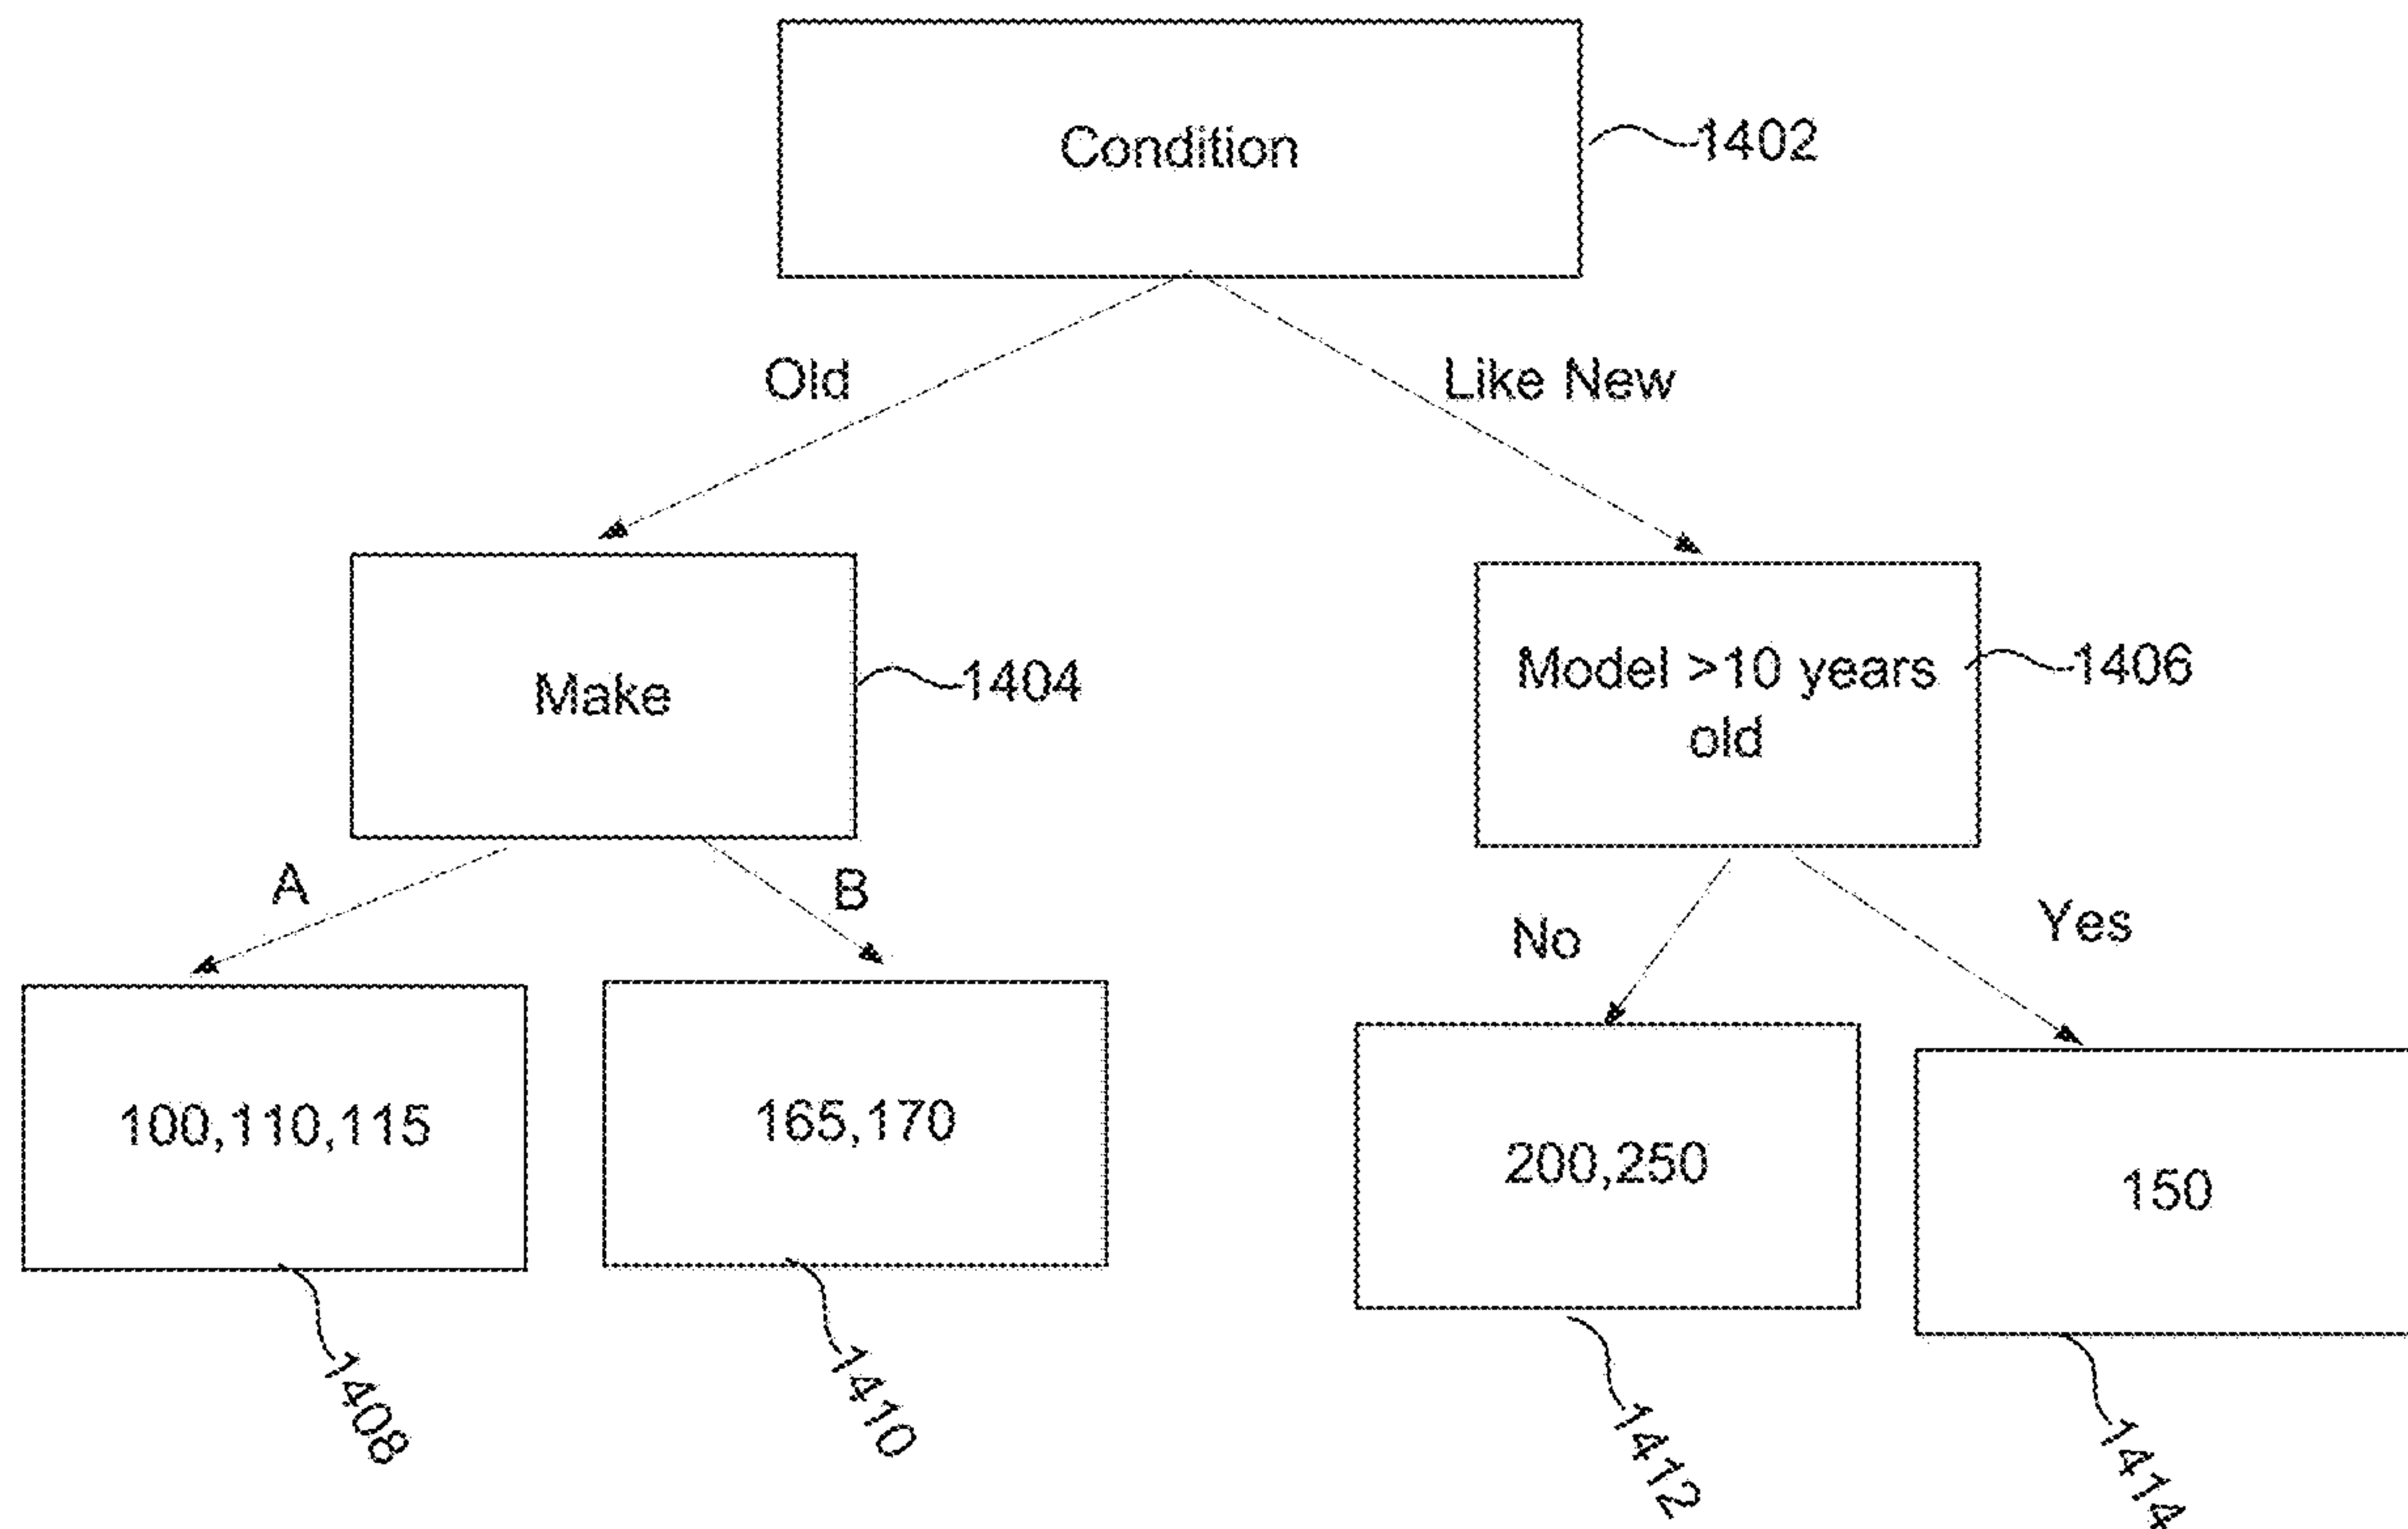 Condition
1402
Old
Like New
Make
1404
Model >10 years
old
1406
A
B
No
Yes
100,110,115
165,170
200,250
150
1408
1410
1412
1414